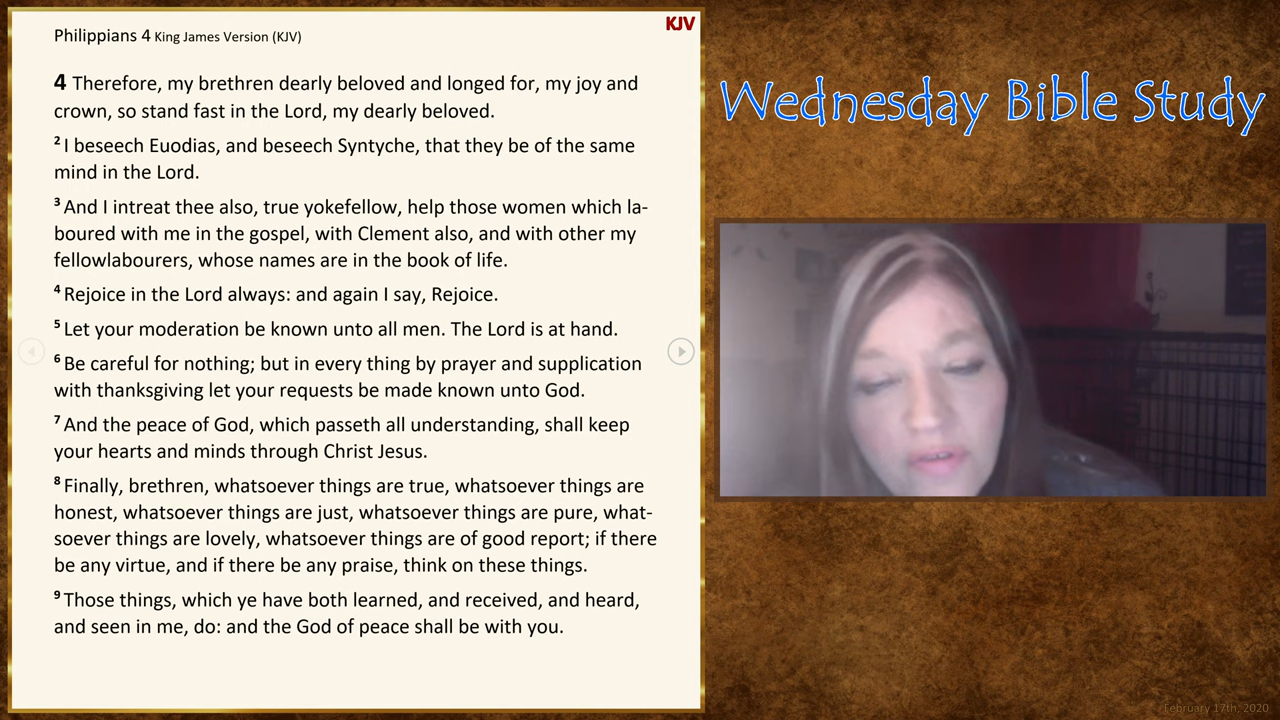 KJV
Philippians 4 King James Version (KJV)
4 Therefore, my brethren dearly beloved and longed for, my joy and
crown, so stand fast in the Lord, my dearly beloved.
2 I beseech Euodias, and beseech Syntyche, that they be of the same
mind in the Lord.
3 And I intreat thee also, true yokefellow, help those women which la-
boured with me in the gospel, with Clement also, and with other my
fellowlabourers, whose names are in the book of life.
4 Rejoice in the Lord always: and again I say, Rejoice.
5 Let your moderation be known unto all men. The Lord is at hand.
6 Be careful for nothing; but in every thing by prayer and supplication
with thanksgiving let your requests be made known unto God.
7 And the peace of God, which passeth all understanding, shall keep
your hearts and minds through Christ Jesus.
8 Finally, brethren, whatsoever things are true, whatsoever things are
honest, whatsoever things are just, whatsoever things are pure, what-
soever things are lovely, whatsoever things are of good report; if there
be any virtue, and if there be any praise, think on these things.
9 Those things, which ye have both learned, and received, and heard,
and seen in me, do: and the God of peace shall be with you.
Wednesday Bible Study
February 17th, 2020